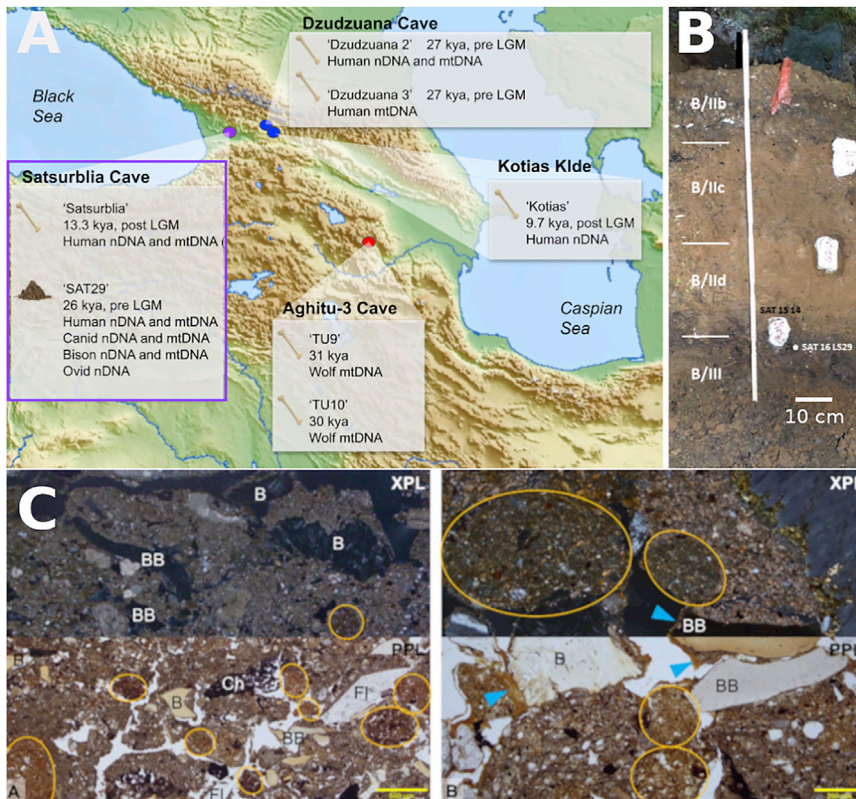 A
Black
Sea
Dzudzuana Cave
'Dzudzuana 2' 27 kya, pre LGM
Human nDNA and mtDNA
'Dzudzuana 3' 27 kya, pre LGM
Human mtDNA
Satsurblia Cave
'Satsurblia'
13.3 kya, post LGM
Human nDNA and mtDNA
'SAT29'
26 kya, pre LGM
Human nDNA and mtDNA
Canid nDNA and mtDNA
Bison nDNA and mtDNA
Ovid nDNA
Kotias Klde
'Kotias'
9.7 kya, post LGM
Human nDNA
Aghitu-3 Cave
'TU9'
31 kya
Wolf mtDNA
'TU10'
30 kya
Wolf mtDNA
Caspian
Sea
B
B/IIb
B/IIc
B/IId
SAT 15 14
SAT 16 LS29
B/III
10 cm
C
XPL
B
B
BB
BB
PPL
B
Ch
B
Fl
BB
A
Fl
500 µm
XPL
BB
PPL
B
BB
B